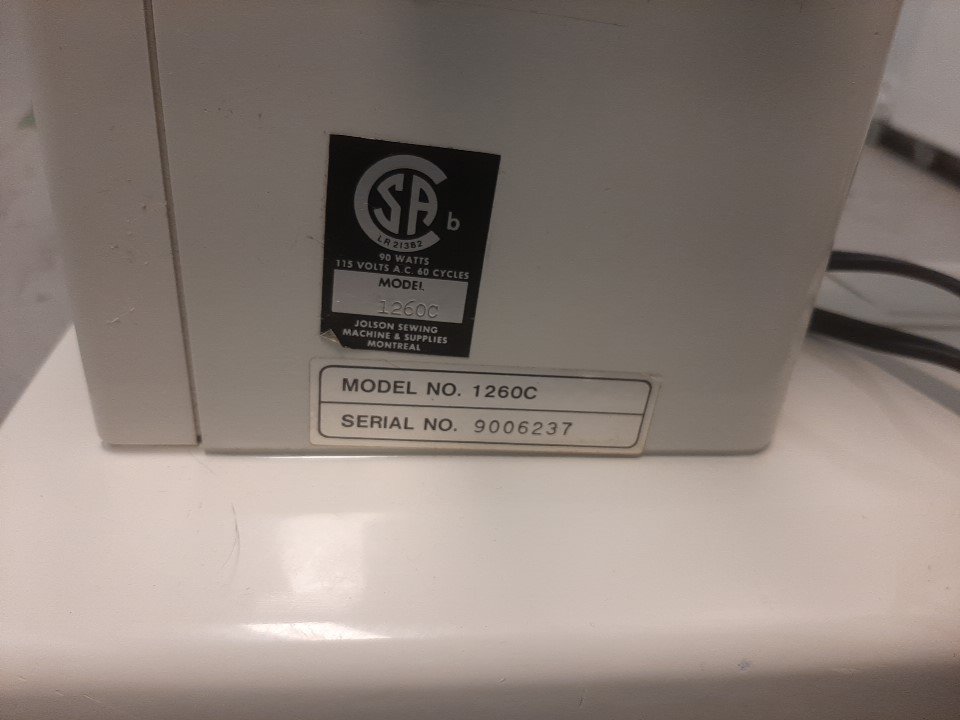 CSA b
LR 21382
90 WATTS
115 VOLTS A.C. 60 CYCLES
MODEL
1260C
JOLSON SEWING
MACHINE & SUPPLIES
MONTREAL
MODEL NO. 1260C
SERIAL NO. 9006237